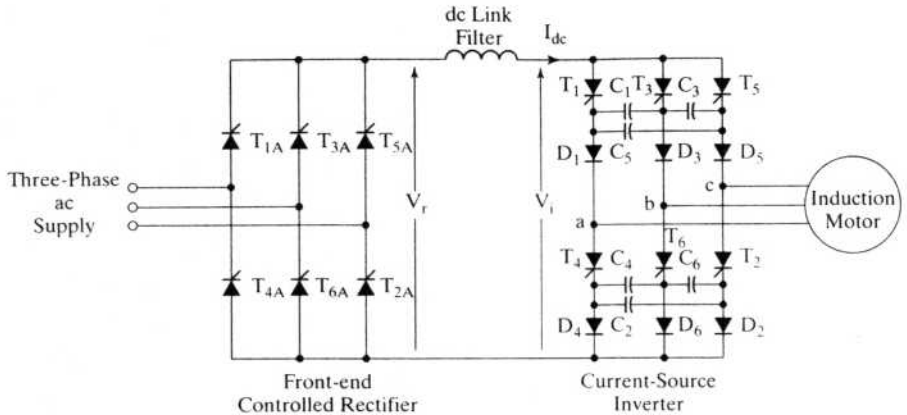 dc Link
Filter
I_dc
T_1 C_1 T_3 C_3 T_5
T_1A T_3A T_5A
D_1 C_5 D_3 D_5
Three-Phase
ac
Supply
V_r
V_i
c
b
a
Induction
Motor
T_6
T_4 C_4 C_6 T_2
T_4A T_6A T_2A
D_4 C_2 D_6 D_2
Front-end
Controlled Rectifier
Current-Source
Inverter